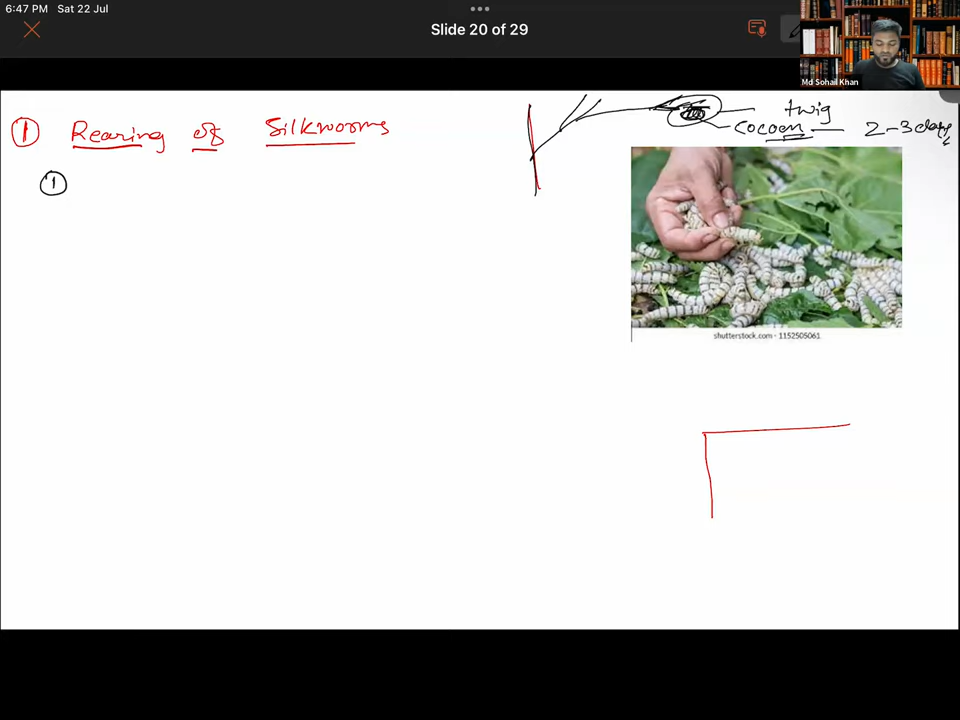 6:47 PM Sat 22 Jul
Slide 20 of 29
Md Sohail Khan
① Rearing of Silkworms
twig
cocoon — 2-3 days
①
shutterstock.com · 1152505061